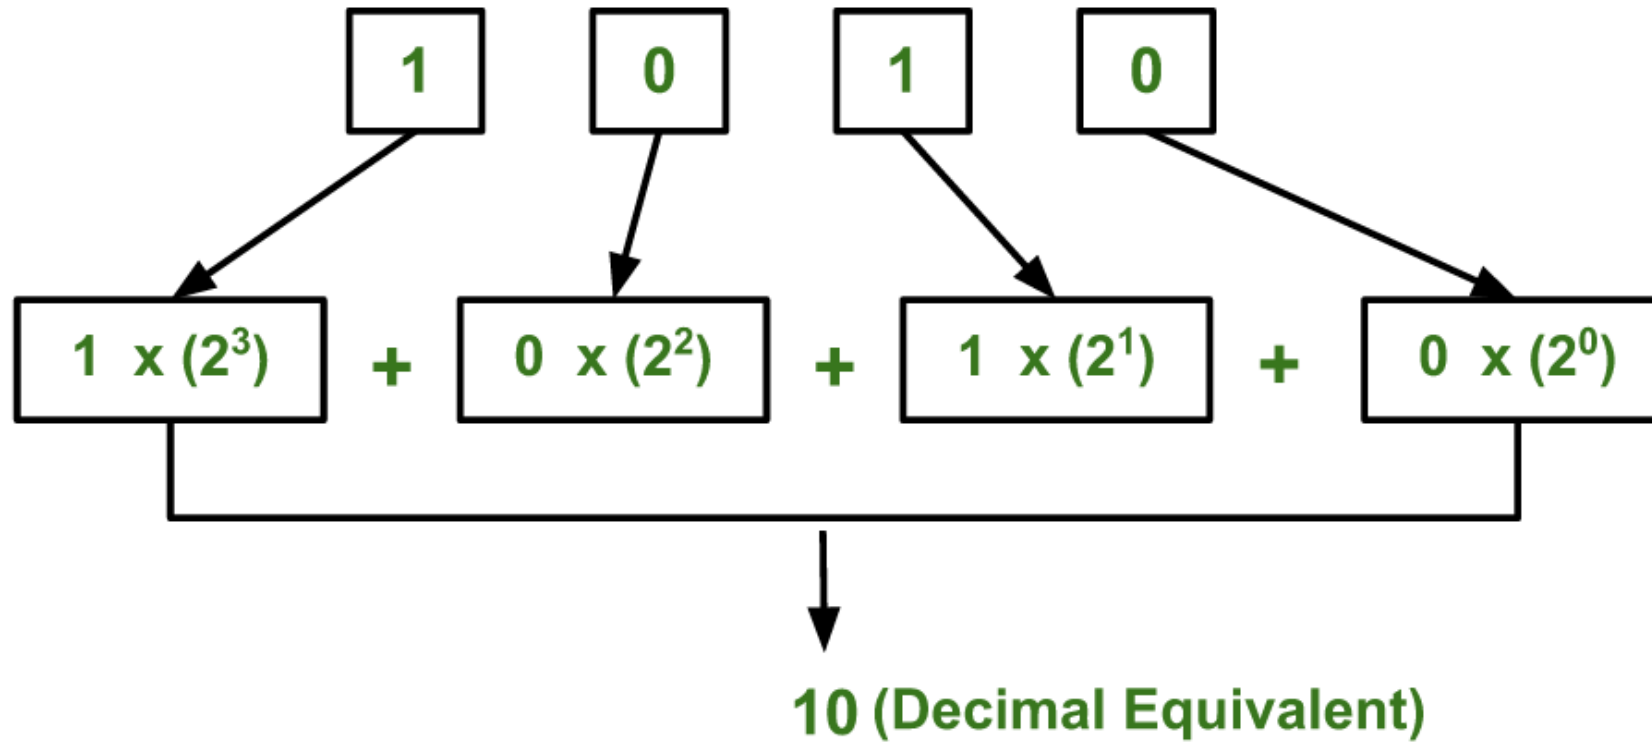 1 0 1 0
1 x (2³) + 0 x (2²) + 1 x (2¹) + 0 x (2⁰)
10 (Decimal Equivalent)